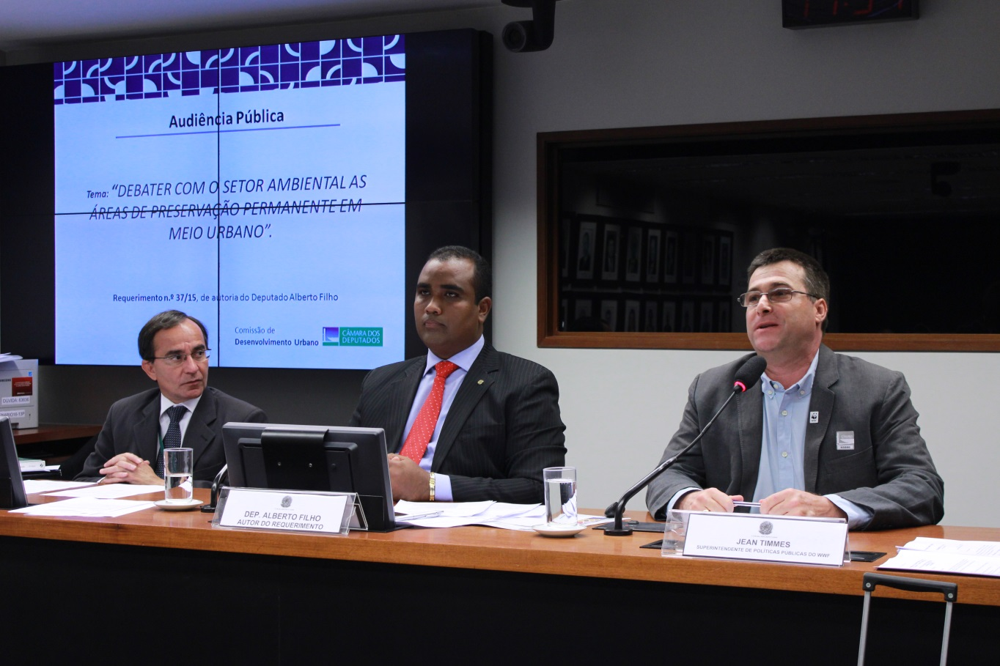 Audiência Pública
Tema: “DEBATER COM O SETOR AMBIENTAL AS
ÁREAS DE PRESERVAÇÃO PERMANENTE EM
MEIO URBANO”.
Requerimento n.º 37/15, de autoria do Deputado Alberto Filho
Comissão de
Desenvolvimento Urbano
CÂMARA DOS
DEPUTADOS
DEP. ALBERTO FILHO
AUTOR DO REQUERIMENTO
JEAN TIMMES
SUPERINTENDENTE DE POLÍTICAS PÚBLICAS DO WWF
WWF